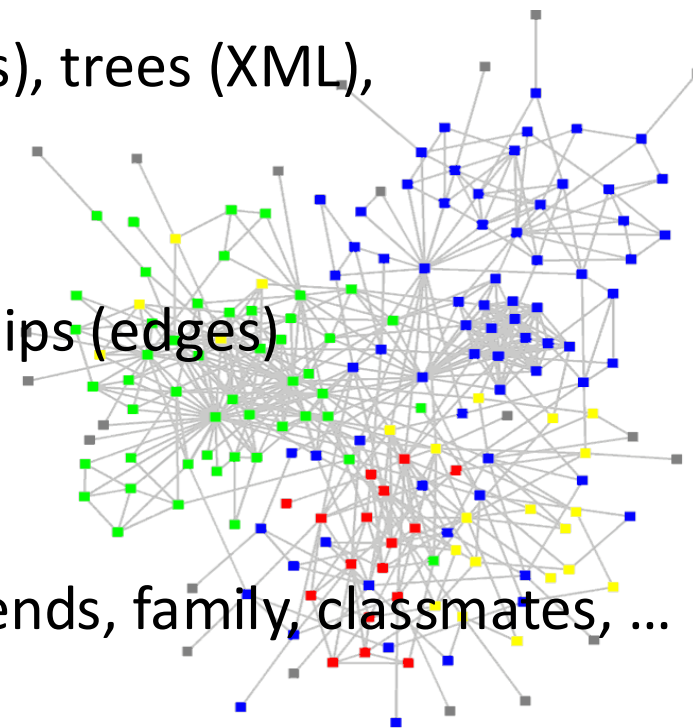 s), trees (XML),
ips (edges)
ends, family, classmates, ...